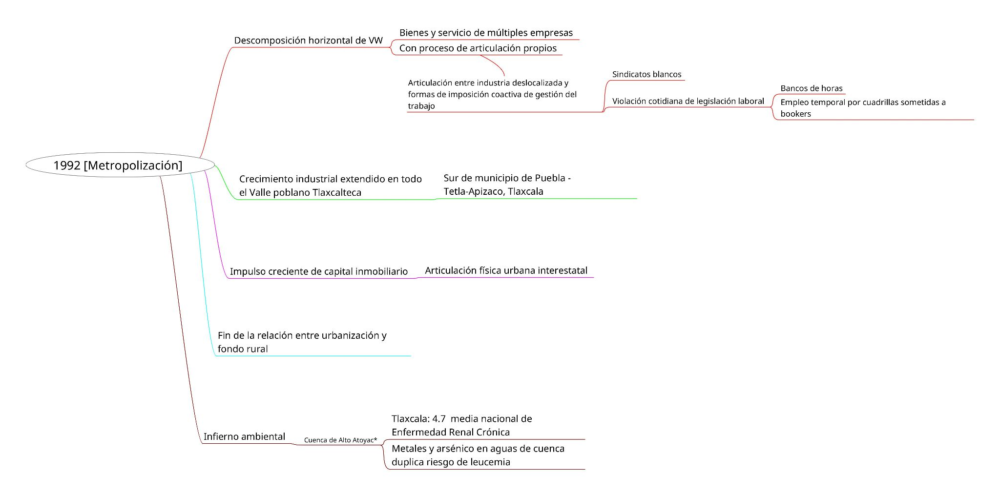 Descomposición horizontal de VW
Bienes y servicio de múltiples empresas
Con proceso de articulación propios
Articulación entre industria deslocalizada y
formas de imposición coactiva de gestión del
trabajo
Sindicatos blancos
Violación cotidiana de legislación laboral
Bancos de horas
Empleo temporal por cuadrillas sometidas a
bookers
1992 [Metropolización]
Crecimiento industrial extendido en todo
el Valle poblano Tlaxcalteca
Sur de municipio de Puebla -
Tetla-Apizaco, Tlaxcala
Impulso creciente de capital inmobiliario
Articulación física urbana interestatal
Fin de la relación entre urbanización y
fondo rural
Infierno ambiental
Cuenca de Alto Atoyac*
Tlaxcala: 4.7  media nacional de
Enfermedad Renal Crónica
Metales y arsénico en aguas de cuenca
duplica riesgo de leucemia